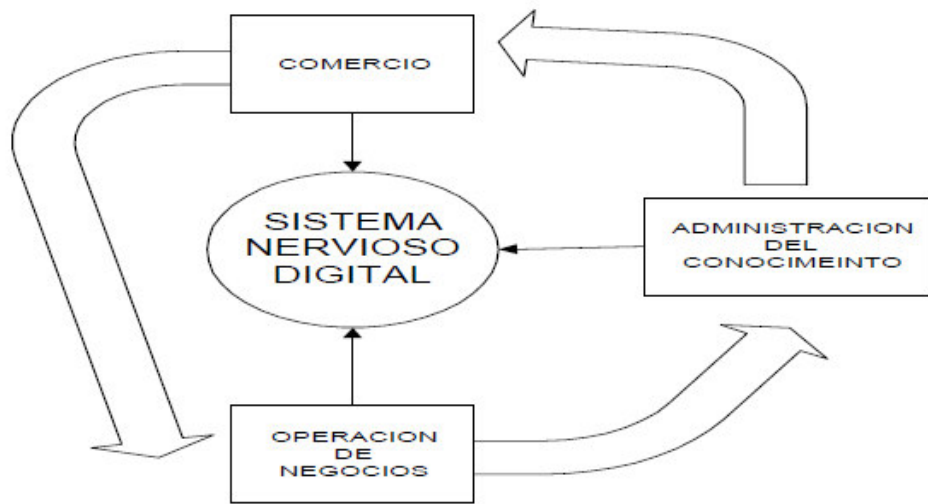 COMERCIO
SISTEMA
NERVIOSO
DIGITAL
ADMINISTRACION
DEL
CONOCIMEINTO
OPERACION
DE
NEGOCIOS